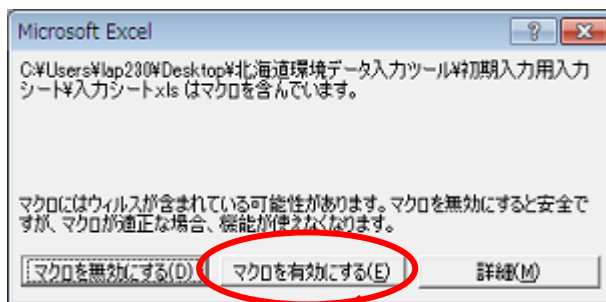 Microsoft Excel
C:¥Users¥lap230¥Desktop¥北海道環境データ入力ツール¥初期入力用入力
シート¥入力シート.xls はマクロを含んでいます。
マクロにはウィルスが含まれている可能性があります。マクロを無効にすると安全で
すが、マクロが適正な場合、機能が使えなくなります。
マクロを無効にする(D) マクロを有効にする(E) 詳細(M)